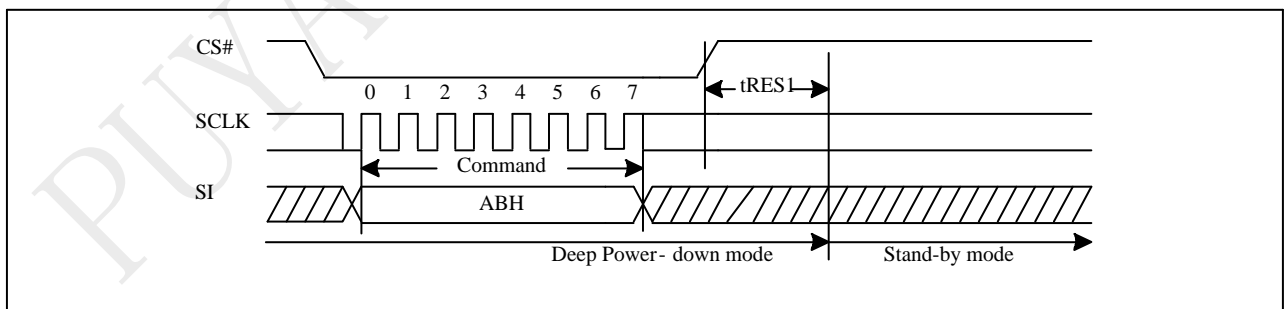 CS#
tRES1
0 1 2 3 4 5 6 7
SCLK
Command
SI
ABH
Deep Power- down mode
Stand-by mode
PUYA